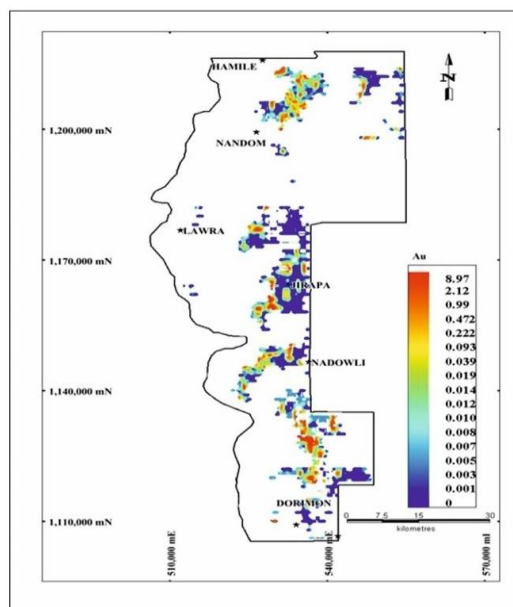 HAMILE
N
1,200,000 mN
NANDOM
LAWRA
1,170,000 mN
Au
8.97
2.12
0.99
0.472
0.222
0.093
0.039
0.019
0.014
0.012
0.010
0.008
0.007
0.005
0.003
0.001
0
JIRAPA
NADOWLI
1,140,000 mN
DORIMON
1,110,000 mN
0 7.5 15 30
kilometres
510,000 mE
540,000 mE
570,000 mE